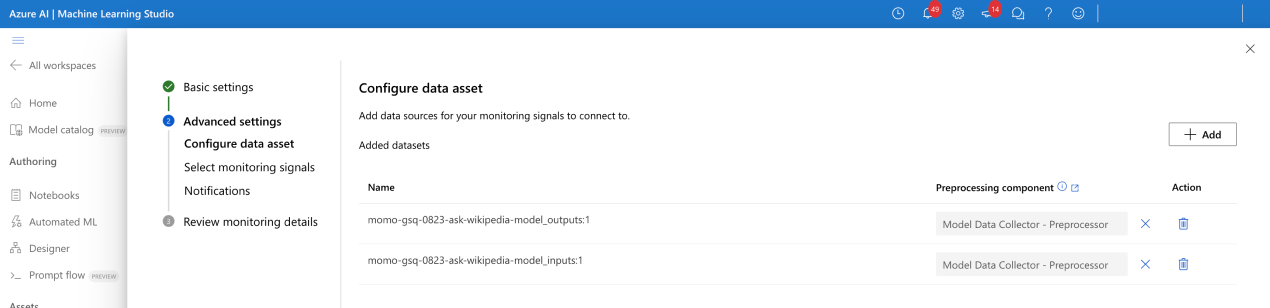 Azure AI | Machine Learning Studio
49
14
All workspaces
Home
Model catalog PREVIEW
Authoring
Notebooks
Automated ML
Designer
Prompt flow PREVIEW
Assets
Basic settings
2 Advanced settings
Configure data asset
Select monitoring signals
Notifications
3 Review monitoring details
Configure data asset
Add data sources for your monitoring signals to connect to.
Added datasets
Add
Name Preprocessing component Action
momo-gsq-0823-ask-wikipedia-model_outputs:1 Model Data Collector - Preprocessor
momo-gsq-0823-ask-wikipedia-model_inputs:1 Model Data Collector - Preprocessor